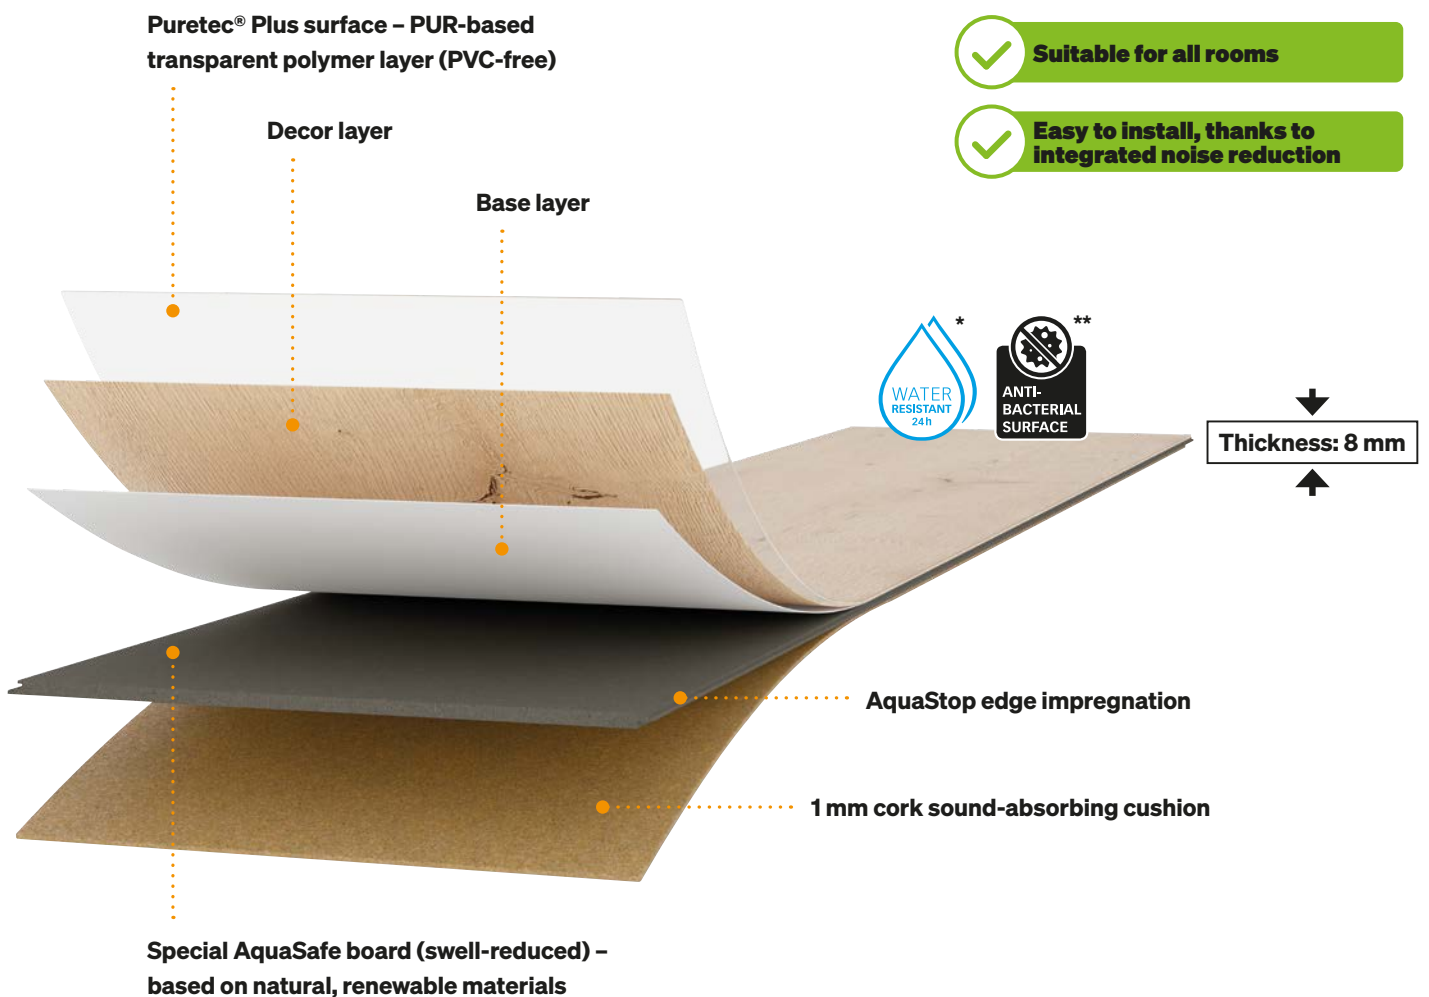 Puretec® Plus surface – PUR-based
transparent polymer layer (PVC-free)
Decor layer
Base layer
Suitable for all rooms
Easy to install, thanks to
integrated noise reduction
*
WATER
RESISTANT
24h
**
ANTI-
BACTERIAL
SURFACE
Thickness: 8 mm
AquaStop edge impregnation
1 mm cork sound-absorbing cushion
Special AquaSafe board (swell-reduced) –
based on natural, renewable materials